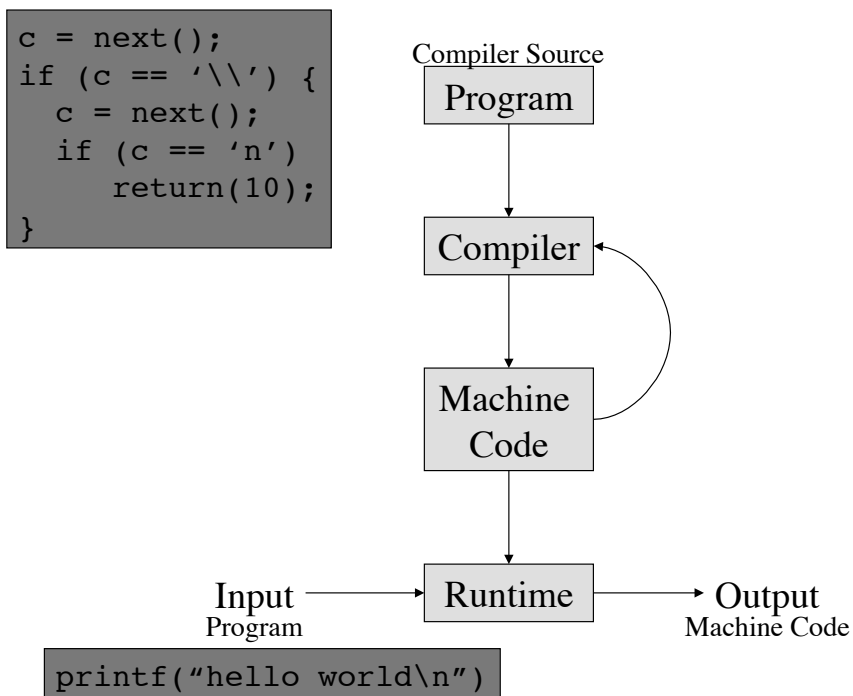 c = next();
if (c == ‘\\’) {
  c = next();
  if (c == ‘n’)
     return(10);
}
Compiler Source
Program
Compiler
Machine
Code
Input
Program
Runtime
Output
Machine Code
printf(“hello world\n”)